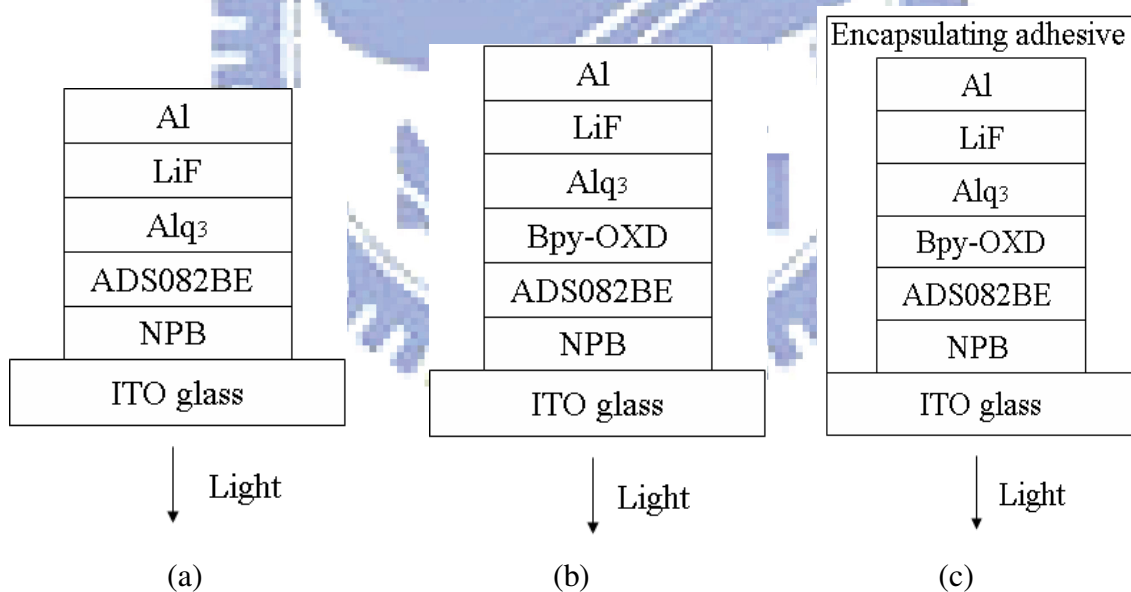 Al
LiF
Alq3
ADS082BE
NPB
ITO glass
Light
(a)
Al
LiF
Alq3
Bpy-OXD
ADS082BE
NPB
ITO glass
Light
(b)
Encapsulating adhesive
Al
LiF
Alq3
Bpy-OXD
ADS082BE
NPB
ITO glass
Light
(c)